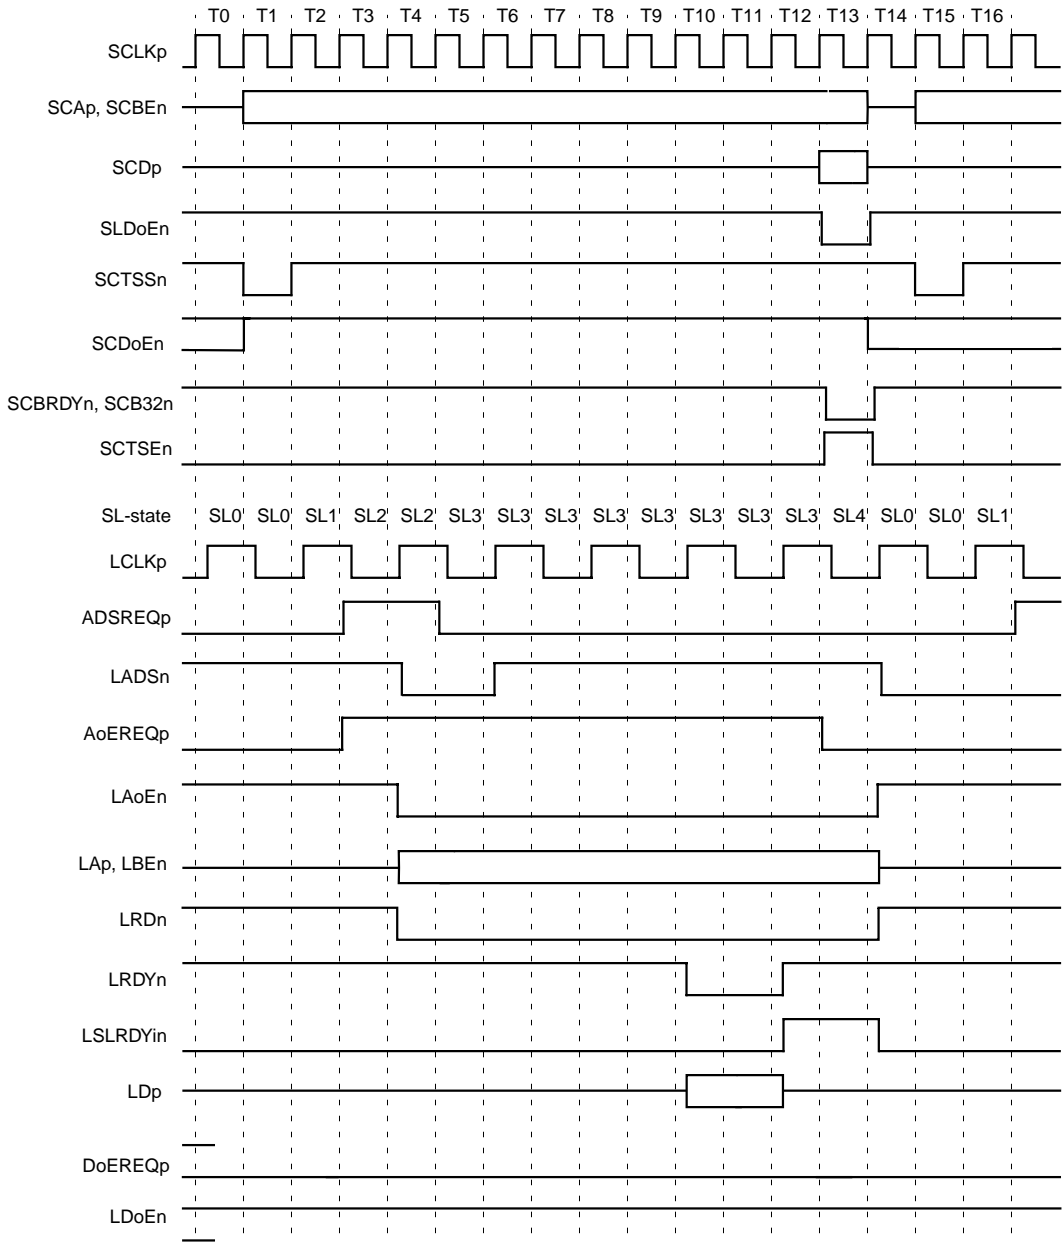 T0 T1 T2 T3 T4 T5 T6 T7 T8 T9 T10 T11 T12 T13 T14 T15 T16
SCLKp
SCAp, SCBEn
SCDp
SLDoEn
SCTSSn
SCDoEn
SCBRDYn, SCB32n
SCTSEn
SL-state SL0 SL0 SL1 SL2 SL2 SL3 SL3 SL3 SL3 SL3 SL3 SL3 SL3 SL4 SL0 SL0 SL1
LCLKp
ADSREQp
LADSn
AoEREQp
LAoEn
LAp, LBEn
LRDn
LRDYn
LSLRDYin
LDp
DoEREQp
LDoEn